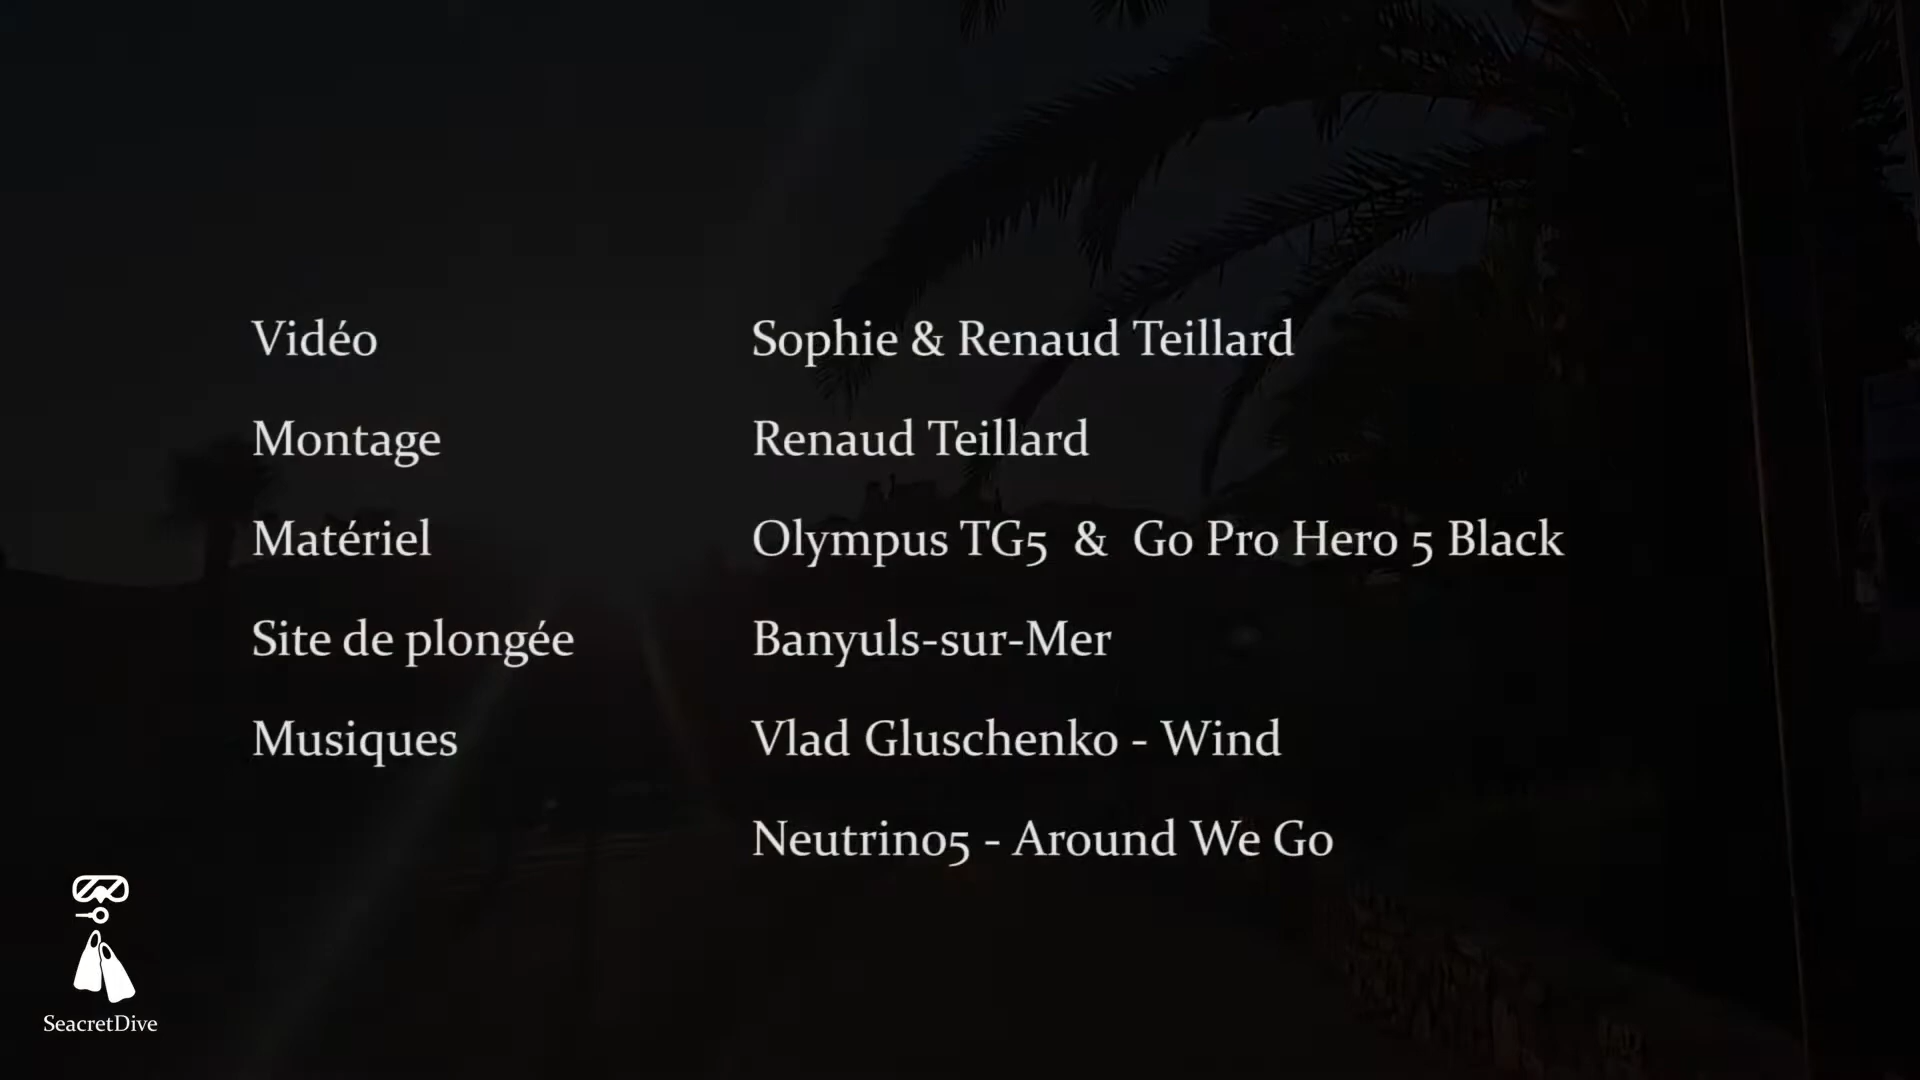 Vidéo Sophie & Renaud Teillard
Montage Renaud Teillard
Matériel Olympus TG5 & Go Pro Hero 5 Black
Site de plongée Banyuls-sur-Mer
Musiques Vlad Gluschenko - Wind
Neutrino5 - Around We Go
SeacretDive